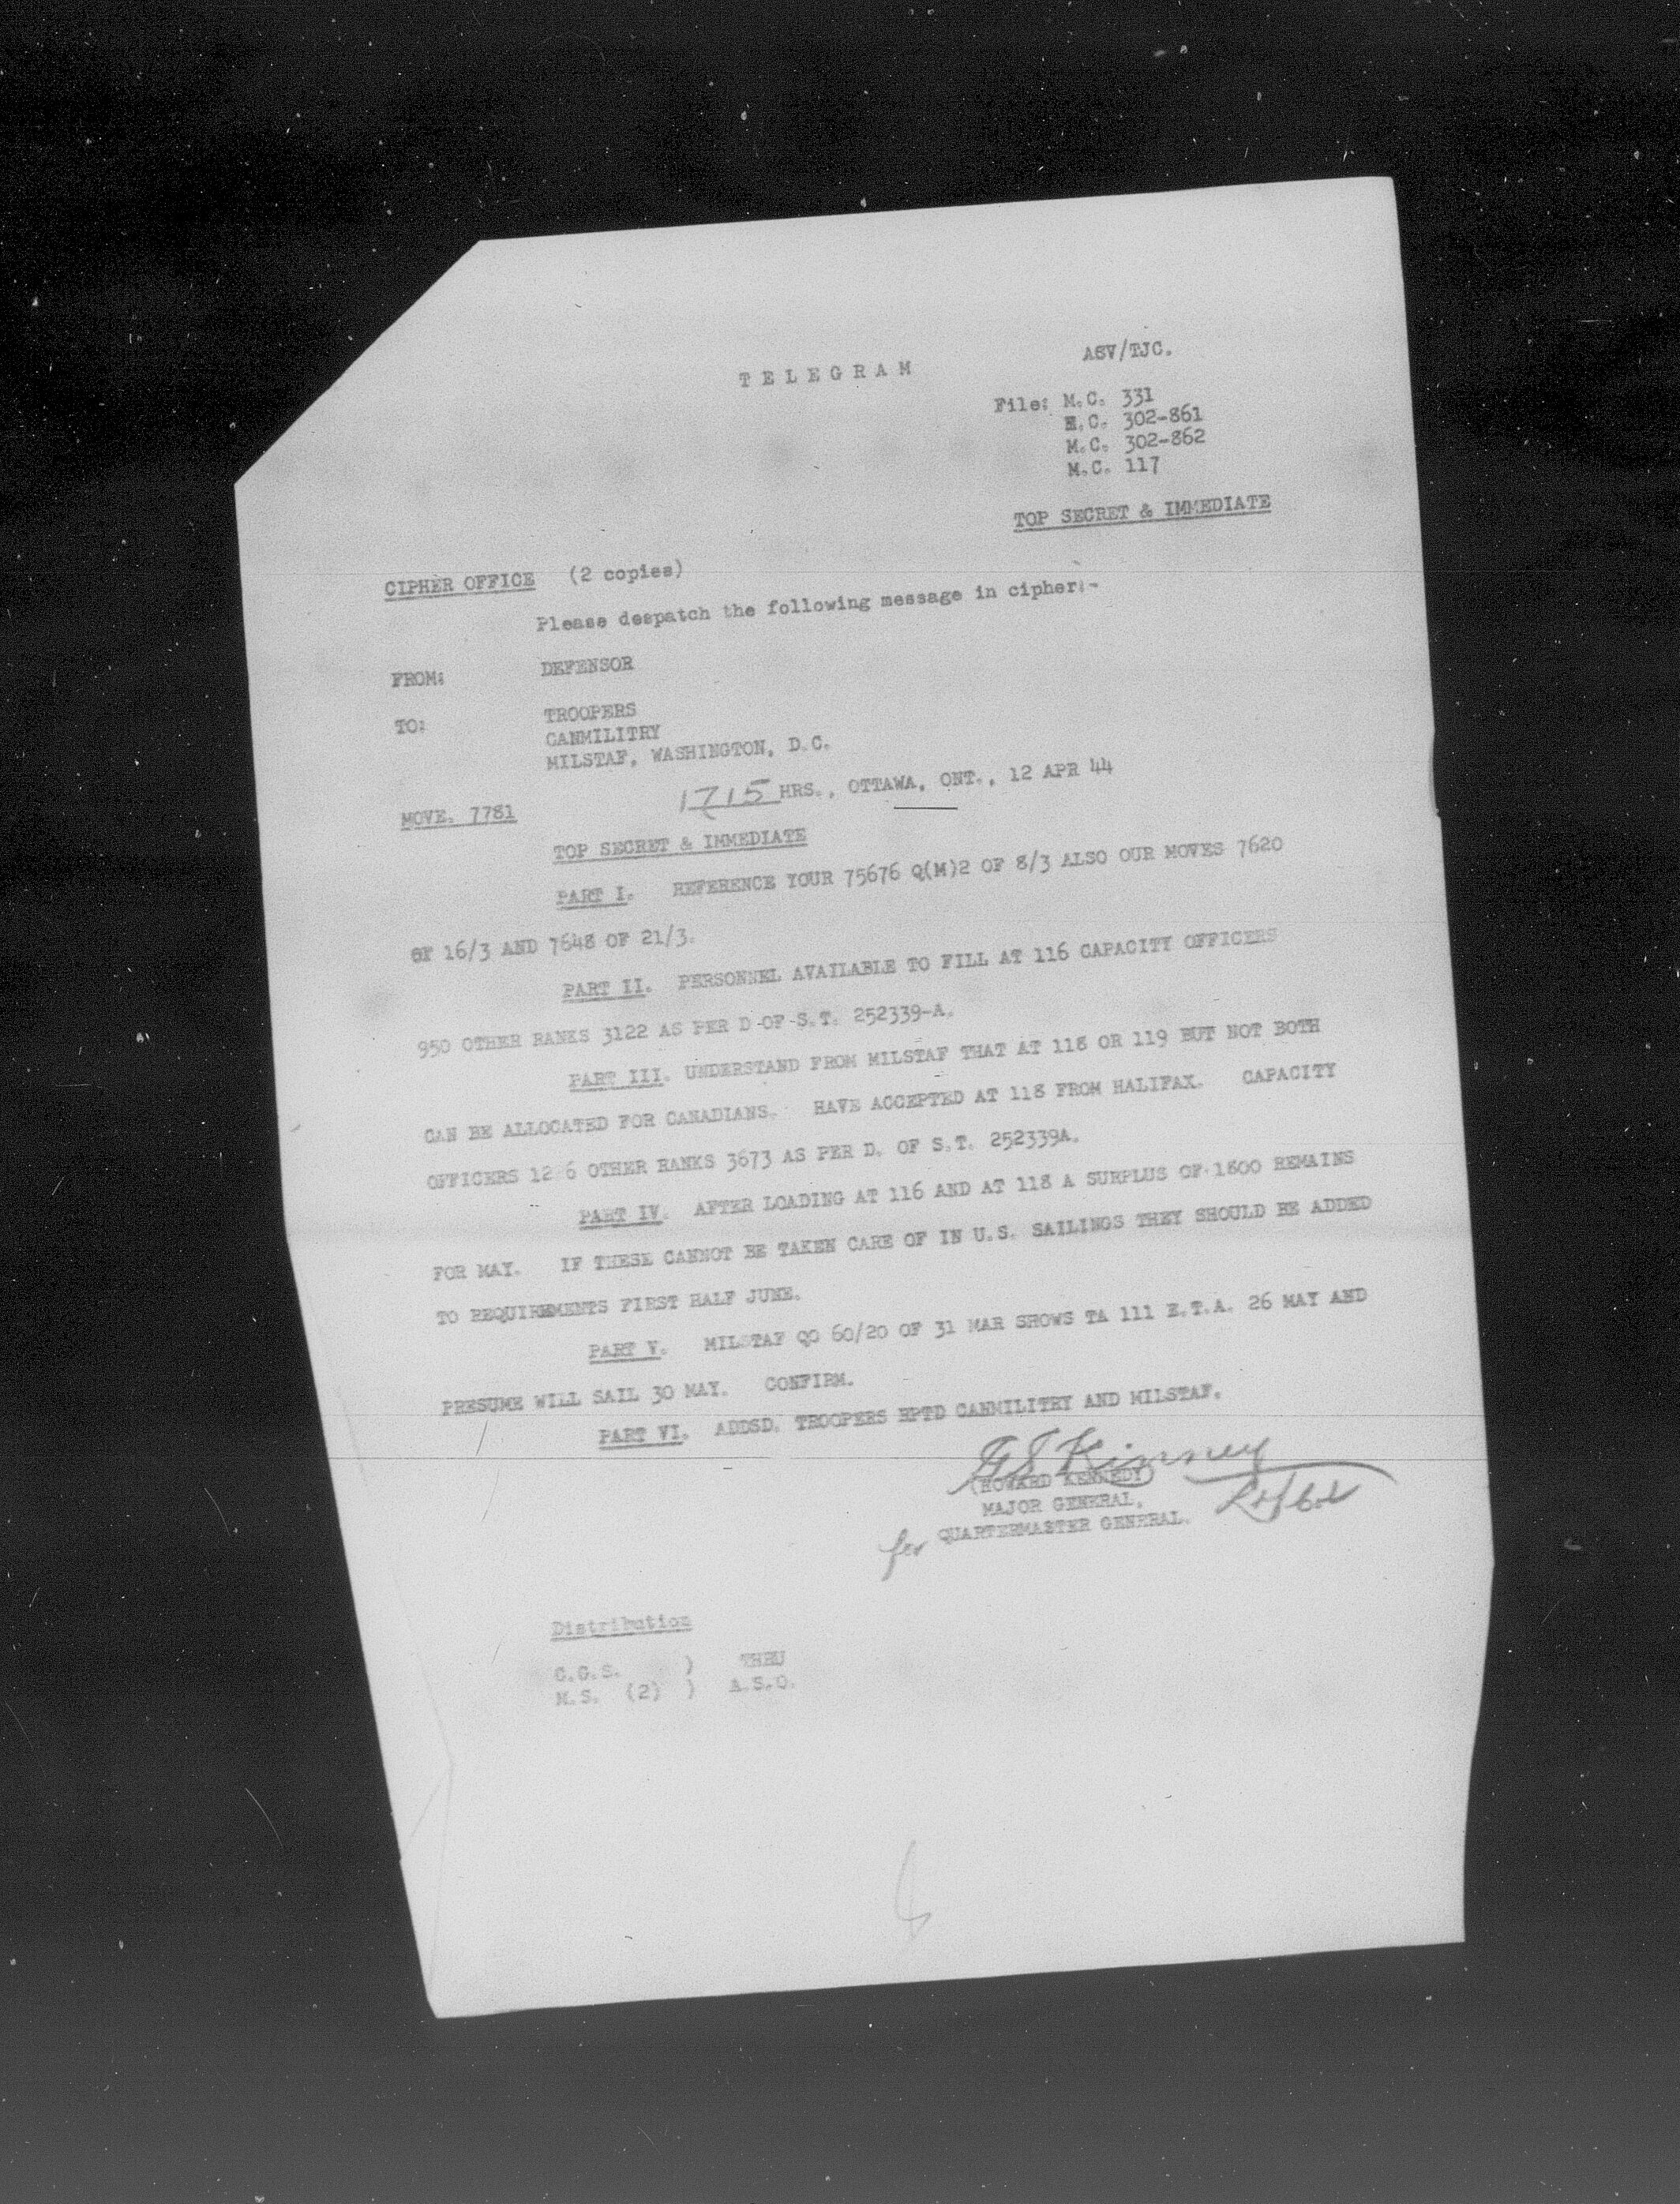 ASV/TJC.
T E L E G R A M
File: M.C. 331
M.C. 302-861
M.C. 302-862
M.C. 117
TOP SECRET & IMMEDIATE
CIPHER OFFICE (2 copies)
Please despatch the following message in cipher:-
FROM: DEFENSOR
TO: TROOPERS
CANMILITRY
MILSTAF, WASHINGTON, D.C.
MOVE. 7781 1715 HRS., OTTAWA, ONT., 12 APR 44
TOP SECRET & IMMEDIATE
PART I. REFERENCE YOUR 75676 Q(M)2 OF 8/3 ALSO OUR MOVES 7620
OF 16/3 AND 7648 OF 21/3.
PART II. PERSONNEL AVAILABLE TO FILL AT 116 CAPACITY OFFICERS
950 OTHER RANKS 3122 AS PER D-OF-S.T. 252339-A.
PART III. UNDERSTAND FROM MILSTAF THAT AT 118 OR 119 BUT NOT BOTH
CAN BE ALLOCATED FOR CANADIANS. HAVE ACCEPTED AT 118 FROM HALIFAX. CAPACITY
OFFICERS 12 6 OTHER RANKS 3673 AS PER D. OF S.T. 252339A.
PART IV. AFTER LOADING AT 116 AND AT 118 A SURPLUS OF 1800 REMAINS
FOR MAY. IF THESE CANNOT BE TAKEN CARE OF IN U.S. SAILINGS THEY SHOULD BE ADDED
TO REQUIREMENTS FIRST HALF JUNE.
PART V. MILSTAF QO 60/20 OF 31 MAR SHOWS TA 111 E.T.A. 26 MAY AND
PRESUME WILL SAIL 30 MAY. CONFIRM.
PART VI. ADDSD. TROOPERS RPTD CANMILITRY AND MILSTAF.
GS Kinney
(HOWARD KENNEDY)
MAJOR GENERAL.
for QUARTERMASTER GENERAL.
Distribution
C.G.S. ) THRU
M.S. (2) ) A.S.O.